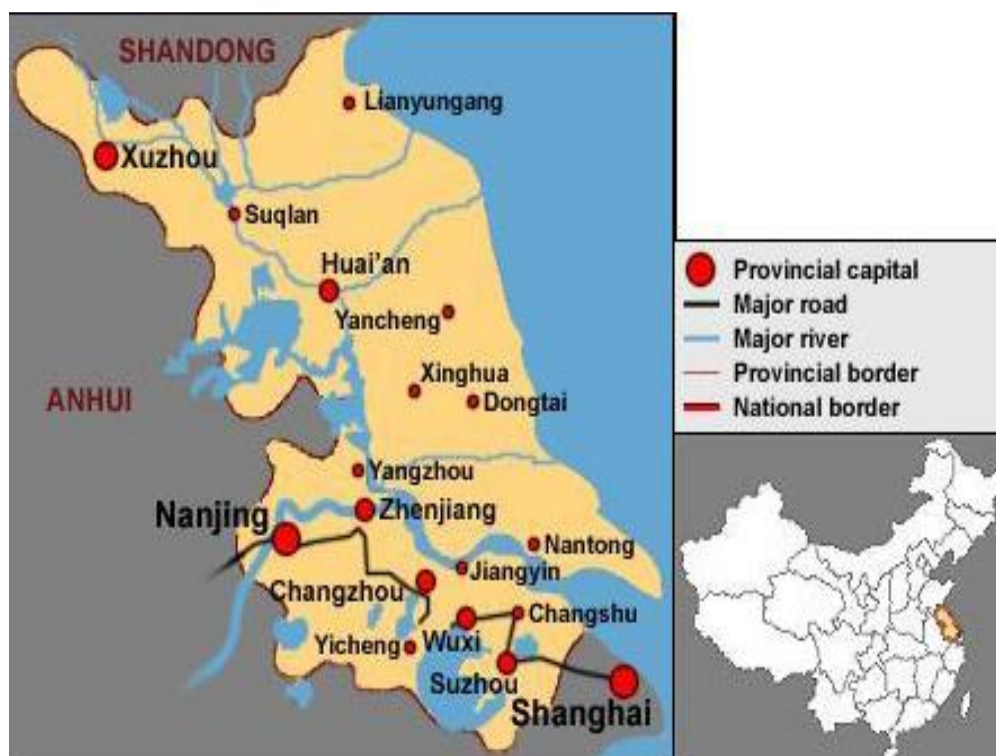 SHANDONG
Lianyungang
Xuzhou
Suqlan
Huai'an
Yancheng
Xinghua
Dongtai
ANHUI
Yangzhou
Nanjing
Zhenjiang
Nantong
Jiangyin
Changzhou
Changshu
Yicheng
Wuxi
Suzhou
Shanghai
Provincial capital
Major road
Major river
Provincial border
National border